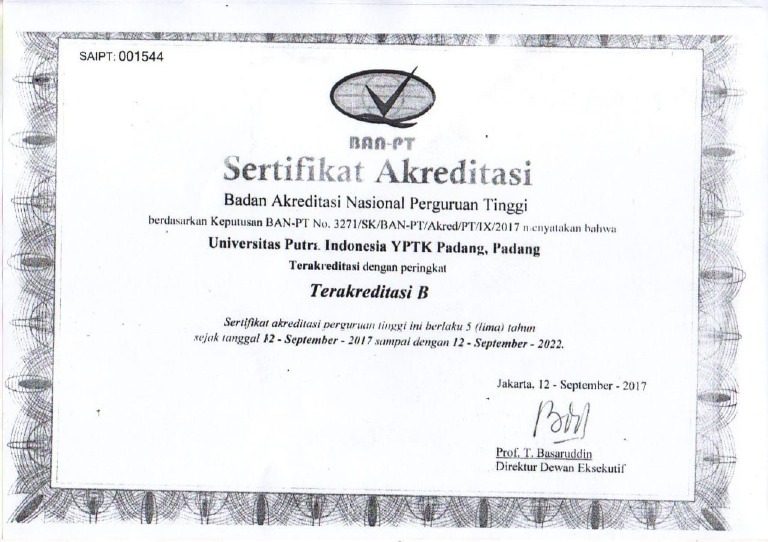 SAIPT: 001544
BAN-PT
Sertifikat Akreditasi
Badan Akreditasi Nasional Perguruan Tinggi
berdasarkan Keputusan BAN-PT No. 3271/SK/BAN-PT/Akred/PT/IX/2017 menyatakan bahwa
Universitas Putra Indonesia YPTK Padang, Padang
Terakreditasi dengan peringkat
Terakreditasi B
Sertifikat akreditasi perguruan tinggi ini berlaku 5 (lima) tahun
sejak tanggal 12 - September - 2017 sampai dengan 12 - September - 2022.
Jakarta, 12 - September - 2017
Prof. T. Basaruddin
Direktur Dewan Eksekutif